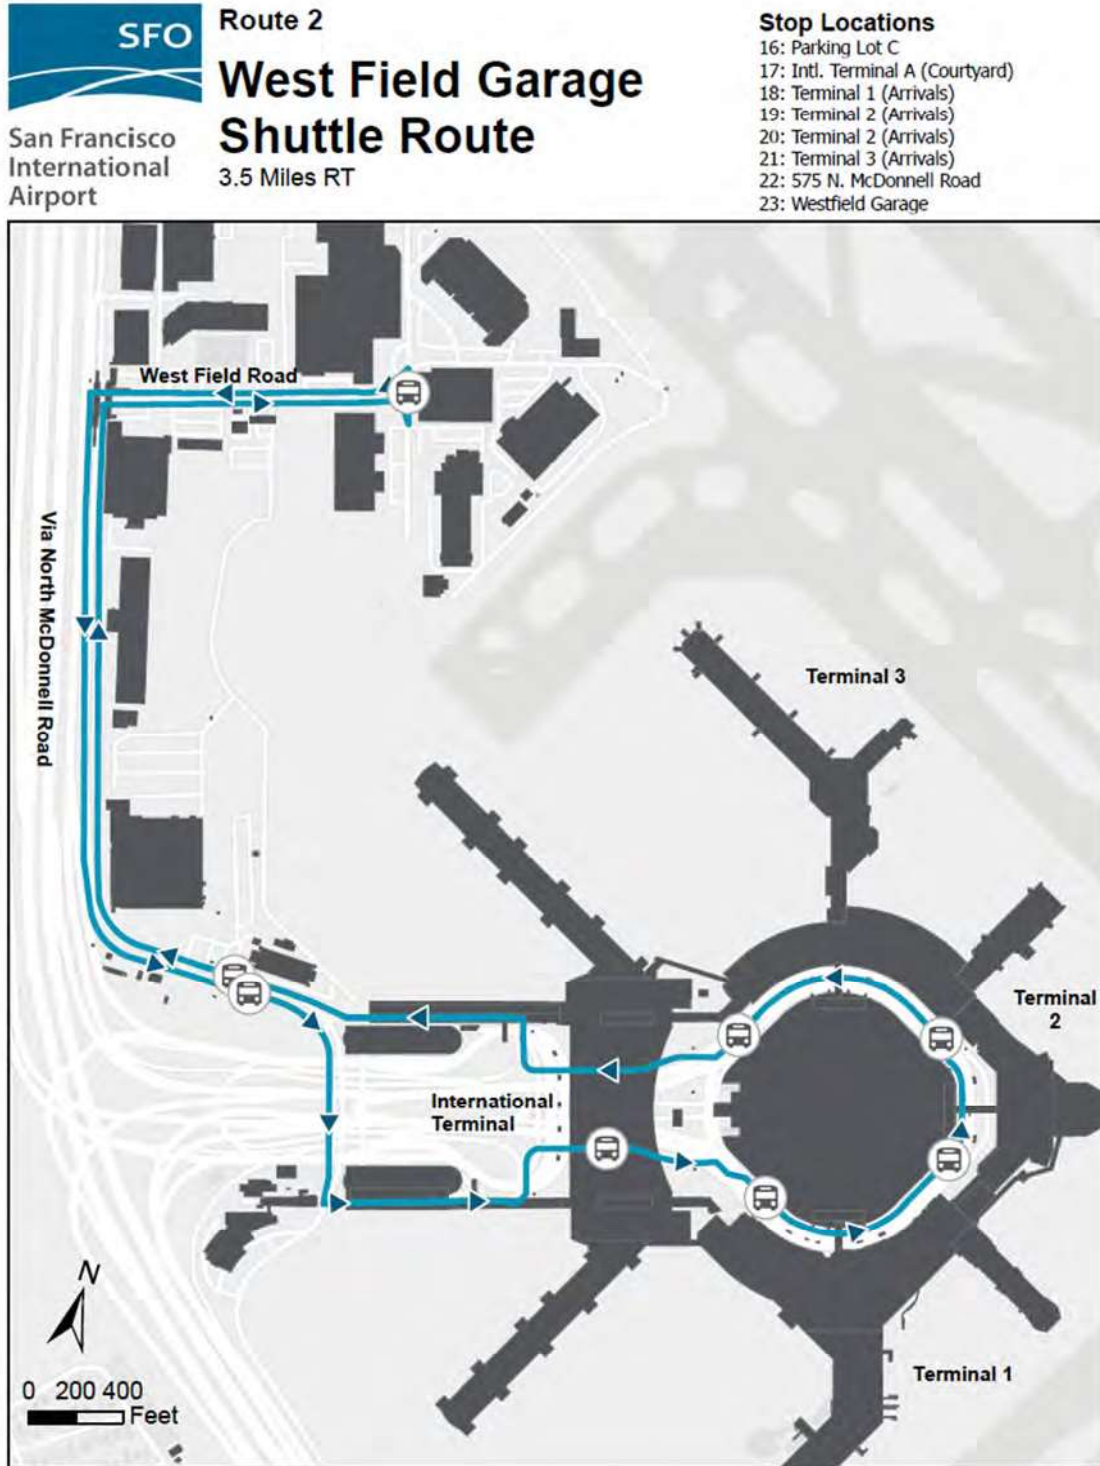 SFO
San Francisco
International
Airport
Route 2
West Field Garage
Shuttle Route
3.5 Miles RT
Stop Locations
16: Parking Lot C
17: Intl. Terminal A (Courtyard)
18: Terminal 1 (Arrivals)
19: Terminal 2 (Arrivals)
20: Terminal 2 (Arrivals)
21: Terminal 3 (Arrivals)
22: 575 N. McDonnell Road
23: Westfield Garage
West Field Road
Via North McDonnell Road
Terminal 3
Terminal
2
International
Terminal
Terminal 1
N
0 200 400
Feet